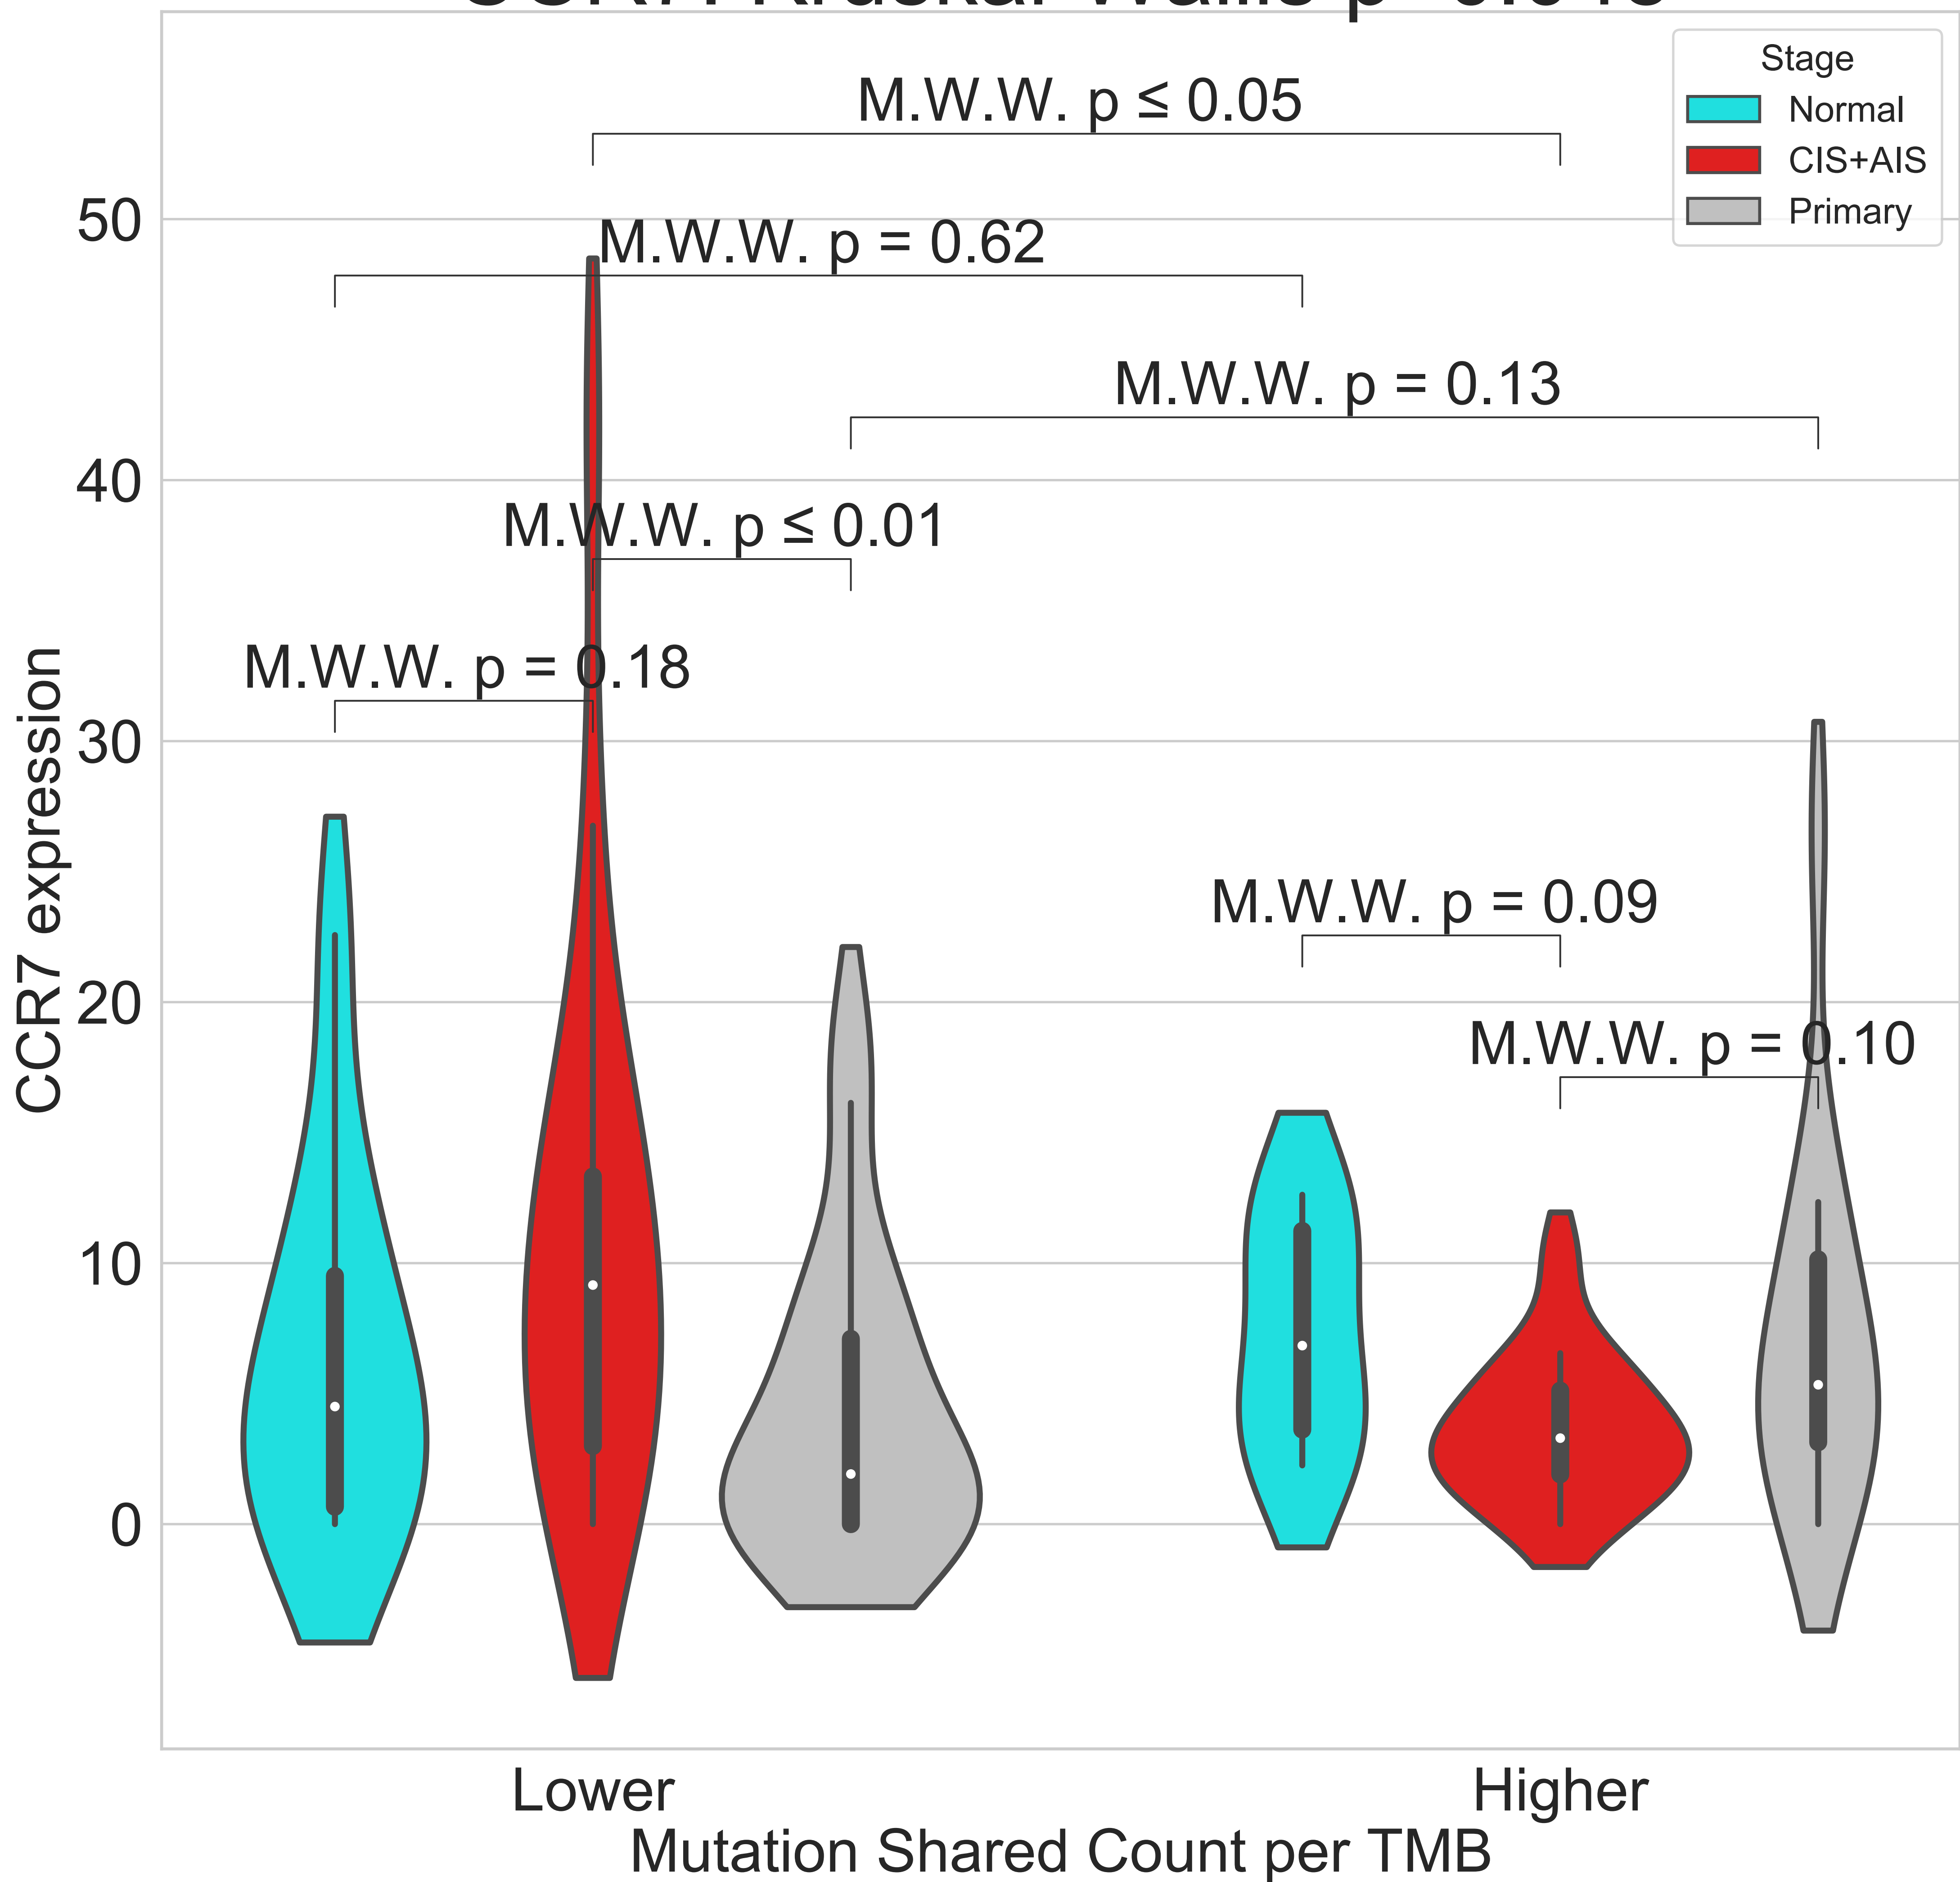 Stage
Normal
CIS+AIS
Primary
M.W.W. p ≤ 0.05
M.W.W. p = 0.62
M.W.W. p = 0.13
M.W.W. p ≤ 0.01
M.W.W. p = 0.18
M.W.W. p = 0.09
M.W.W. p = 0.10
CCR7 expression
50
40
30
20
10
0
Lower
Higher
Mutation Shared Count per TMB